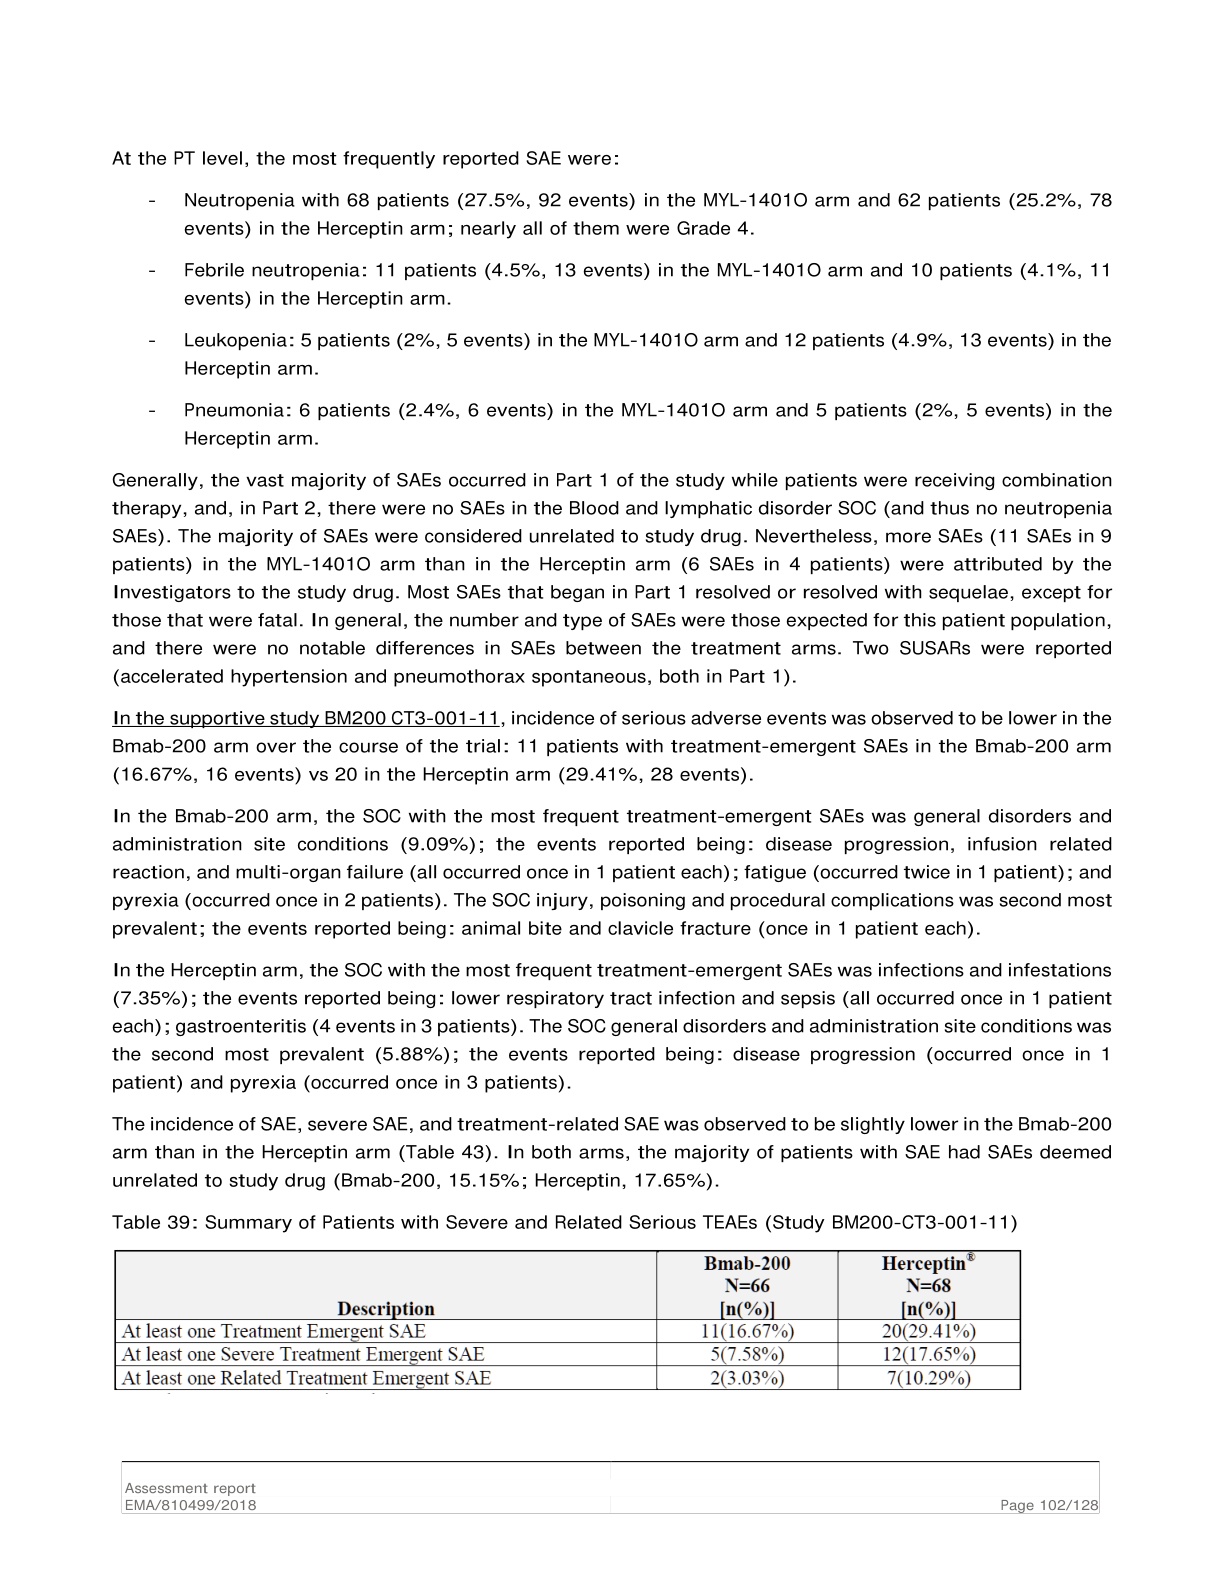 At the PT level, the most frequently reported SAE were:
- Neutropenia with 68 patients (27.5%, 92 events) in the MYL-1401O arm and 62 patients (25.2%, 78
events) in the Herceptin arm; nearly all of them were Grade 4.
- Febrile neutropenia: 11 patients (4.5%, 13 events) in the MYL-1401O arm and 10 patients (4.1%, 11
events) in the Herceptin arm.
- Leukopenia: 5 patients (2%, 5 events) in the MYL-1401O arm and 12 patients (4.9%, 13 events) in the
Herceptin arm.
- Pneumonia: 6 patients (2.4%, 6 events) in the MYL-1401O arm and 5 patients (2%, 5 events) in the
Herceptin arm.
Generally, the vast majority of SAEs occurred in Part 1 of the study while patients were receiving combination
therapy, and, in Part 2, there were no SAEs in the Blood and lymphatic disorder SOC (and thus no neutropenia
SAEs). The majority of SAEs were considered unrelated to study drug. Nevertheless, more SAEs (11 SAEs in 9
patients) in the MYL-1401O arm than in the Herceptin arm (6 SAEs in 4 patients) were attributed by the
Investigators to the study drug. Most SAEs that began in Part 1 resolved or resolved with sequelae, except for
those that were fatal. In general, the number and type of SAEs were those expected for this patient population,
and there were no notable differences in SAEs between the treatment arms. Two SUSARs were reported
(accelerated hypertension and pneumothorax spontaneous, both in Part 1).
In the supportive study BM200 CT3-001-11, incidence of serious adverse events was observed to be lower in the
Bmab-200 arm over the course of the trial: 11 patients with treatment-emergent SAEs in the Bmab-200 arm
(16.67%, 16 events) vs 20 in the Herceptin arm (29.41%, 28 events).
In the Bmab-200 arm, the SOC with the most frequent treatment-emergent SAEs was general disorders and
administration site conditions (9.09%); the events reported being: disease progression, infusion related
reaction, and multi-organ failure (all occurred once in 1 patient each); fatigue (occurred twice in 1 patient); and
pyrexia (occurred once in 2 patients). The SOC injury, poisoning and procedural complications was second most
prevalent; the events reported being: animal bite and clavicle fracture (once in 1 patient each).
In the Herceptin arm, the SOC with the most frequent treatment-emergent SAEs was infections and infestations
(7.35%); the events reported being: lower respiratory tract infection and sepsis (all occurred once in 1 patient
each); gastroenteritis (4 events in 3 patients). The SOC general disorders and administration site conditions was
the second most prevalent (5.88%); the events reported being: disease progression (occurred once in 1
patient) and pyrexia (occurred once in 3 patients).
The incidence of SAE, severe SAE, and treatment-related SAE was observed to be slightly lower in the Bmab-200
arm than in the Herceptin arm (Table 43). In both arms, the majority of patients with SAE had SAEs deemed
unrelated to study drug (Bmab-200, 15.15%; Herceptin, 17.65%).
Table 39: Summary of Patients with Severe and Related Serious TEAEs (Study BM200-CT3-001-11)
Bmab-200 Herceptin®
N=66 N=68
Description [n(%)] [n(%)]
At least one Treatment Emergent SAE 11(16.67%) 20(29.41%)
At least one Severe Treatment Emergent SAE 5(7.58%) 12(17.65%)
At least one Related Treatment Emergent SAE 2(3.03%) 7(10.29%)
Assessment report
EMA/810499/2018 Page 102/128